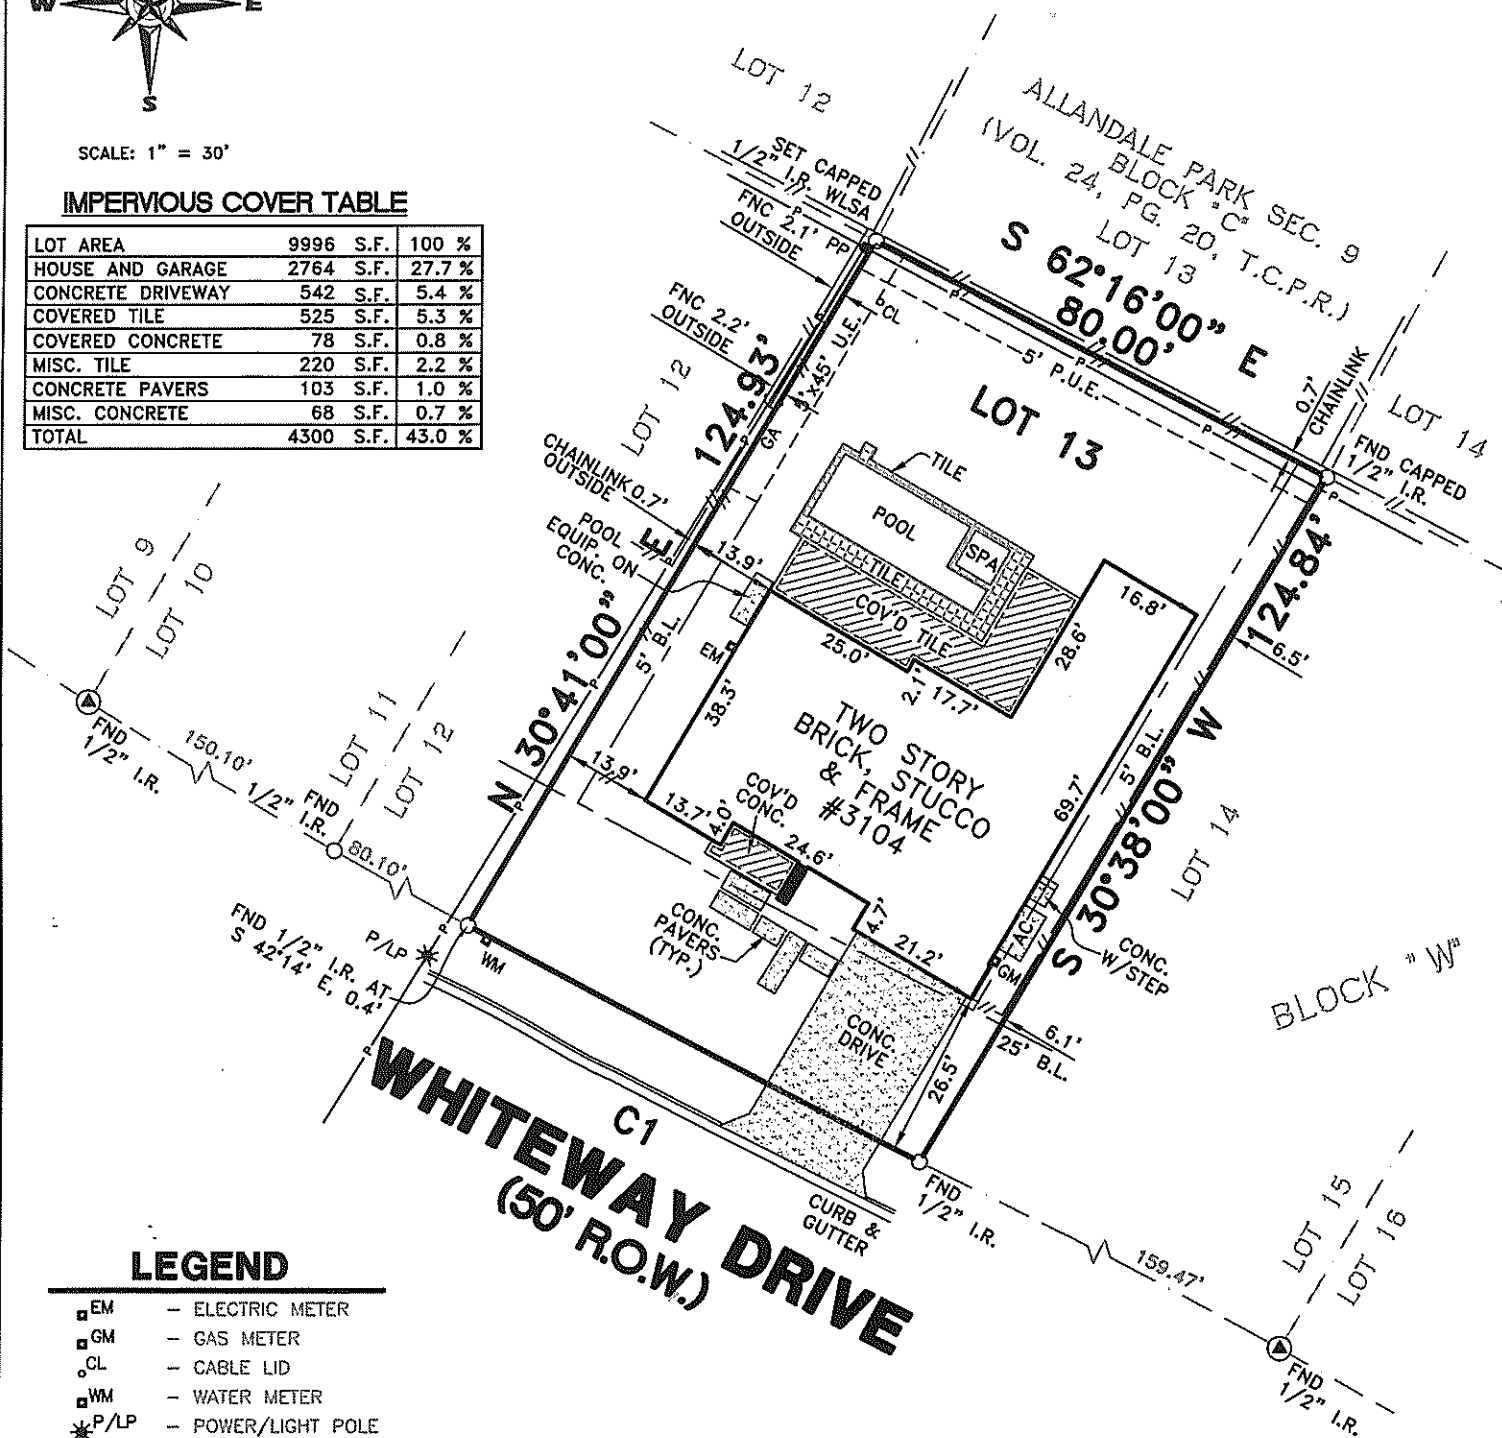 W E
S
SCALE: 1" = 30'
IMPERVIOUS COVER TABLE
LOT AREA 9996 S.F. 100 %
HOUSE AND GARAGE 2764 S.F. 27.7 %
CONCRETE DRIVEWAY 542 S.F. 5.4 %
COVERED TILE 525 S.F. 5.3 %
COVERED CONCRETE 78 S.F. 0.8 %
MISC. TILE 220 S.F. 2.2 %
CONCRETE PAVERS 103 S.F. 1.0 %
MISC. CONCRETE 68 S.F. 0.7 %
TOTAL 4300 S.F. 43.0 %
LOT 12
ALLANDALE PARK SEC. 9
BLOCK "C"
(VOL. 24, PG. 20, T.C.P.R.)
LOT 13
SET CAPPED
1/2" I.R. WLSA
FNC 2.1' PP
OUTSIDE
S 62°16'00" E
80.00'
5' P.U.E.
CL
FNC 2.2'
OUTSIDE
124.93'
5'x45' U.E.
GA
LOT 12
0.7'
CHAINLINK
LOT 14
FND CAPPED
1/2" I.R.
LOT 13
TILE
POOL
SPA
TILE
COV'D TILE
CHAINLINK 0.7'
OUTSIDE
POOL
EQUIP. ON
CONC.
13.9'
N 30°41'00" E
5' B.L.
EM
25.0'
2.1'
17.7'
28.6'
16.8'
124.84'
6.5'
38.3'
TWO STORY
BRICK, STUCCO
& FRAME
#3104
69.7'
5' B.L.
S 30°38'00" W
LOT 14
LOT 9
LOT 10
LOT 11
LOT 12
FND
1/2" I.R.
150.10'
FND
1/2" I.R.
80.10'
13.9'
13.7'
4.0'
COV'D
CONC.
24.6'
4.7'
21.2'
CONC.
PAVERS
(TYP.)
AC
GM
CONC.
W/STEP
BLOCK "W"
FND 1/2" I.R. AT
S 42°14' E, 0.4'
P/LP
WM
CONC.
DRIVE
26.5'
6.1'
25' B.L.
C1
WHITEWAY DRIVE
(50' R.O.W.)
CURB &
GUTTER
FND
1/2" I.R.
159.47'
LOT 15
LOT 16
FND
1/2" I.R.
LEGEND
EM – ELECTRIC METER
GM – GAS METER
CL – CABLE LID
WM – WATER METER
P/LP – POWER/LIGHT POLE